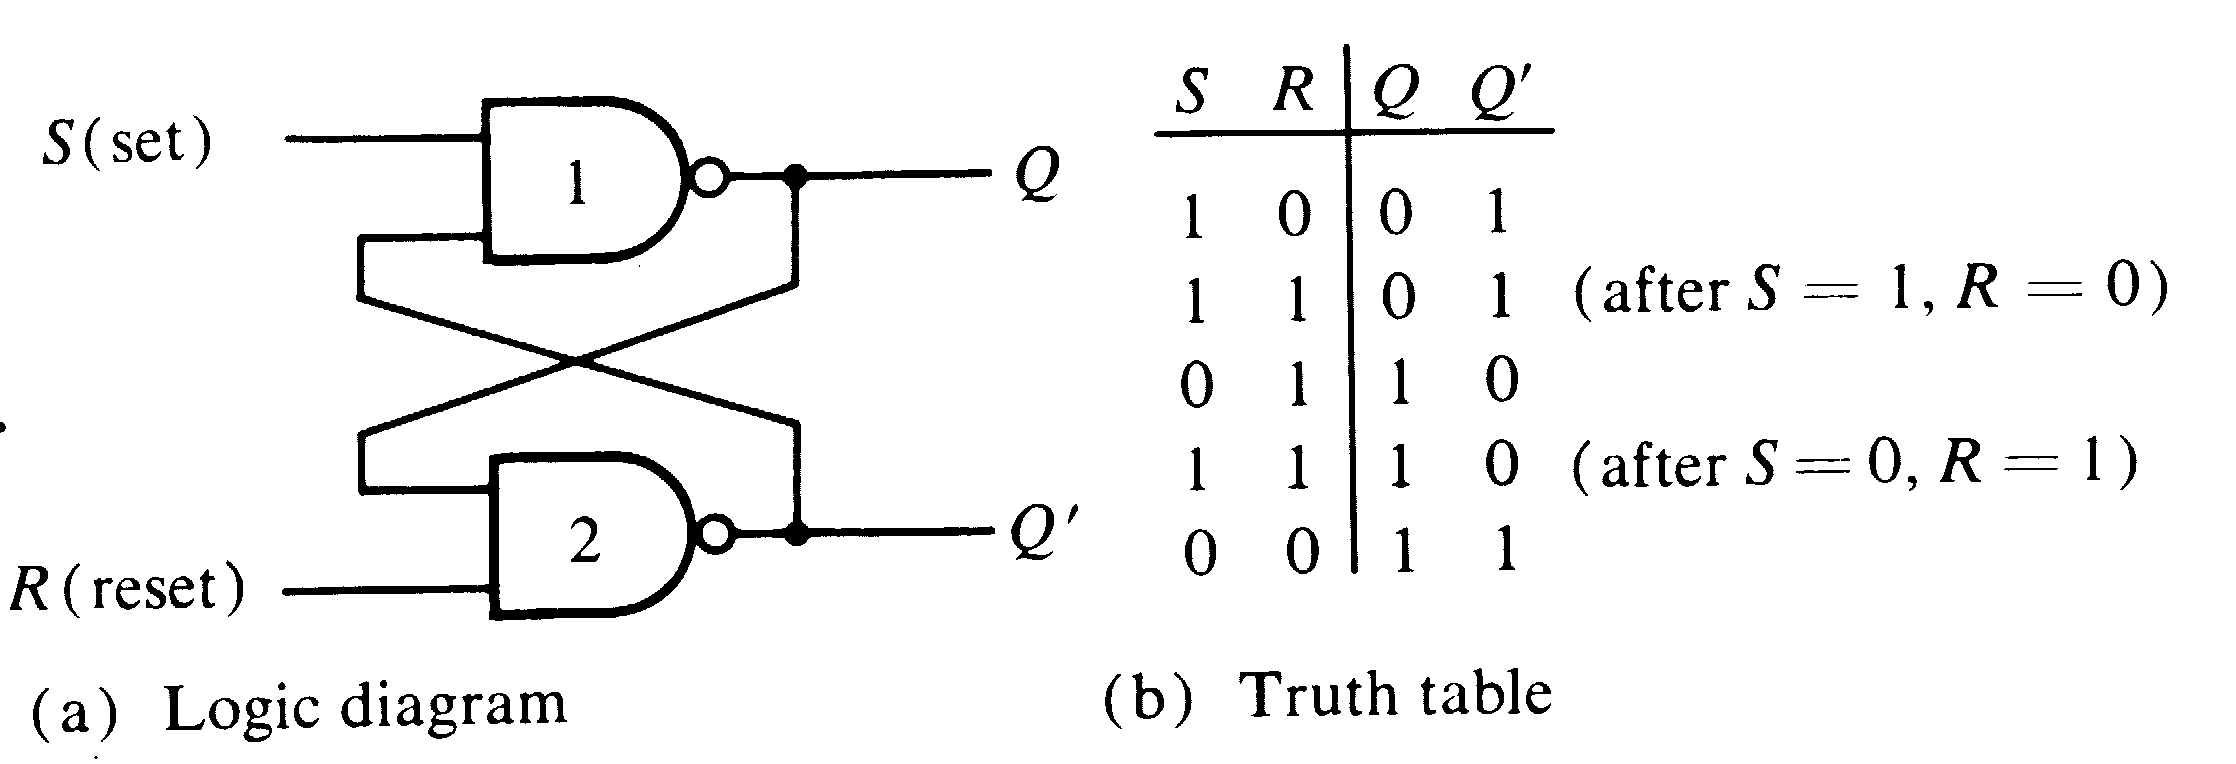 S(set)
1
Q
2
Q'
R(reset)
(a) Logic diagram
S R Q Q'
1 0 0 1
1 1 0 1 (after S = 1, R = 0)
0 1 1 0
1 1 1 0 (after S = 0, R = 1)
0 0 1 1
(b) Truth table